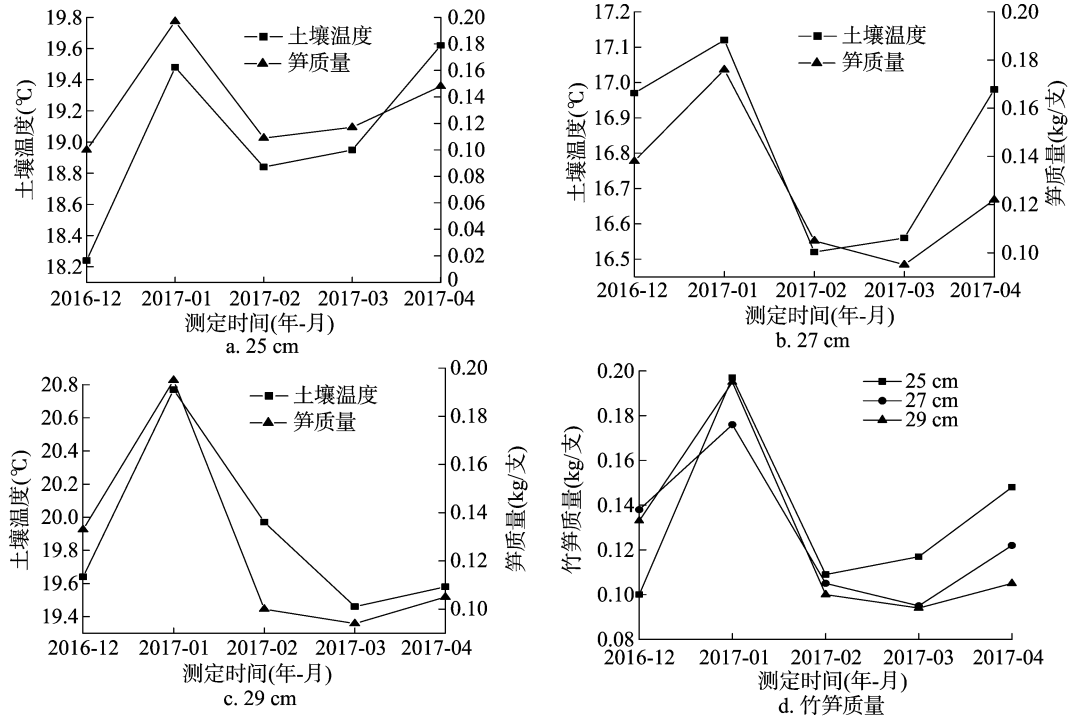 19.8
19.6
19.4
19.2
19.0
18.8
18.6
18.4
18.2
土壤温度(℃)
0.20
0.18
0.16
0.14
0.12
0.10
0.08
0.06
0.04
0.02
0
土壤温度
笋质量
2016-12 2017-01 2017-02 2017-03 2017-04
测定时间(年-月)
a. 25 cm
17.2
17.1
17.0
16.9
16.8
16.7
16.6
16.5
土壤温度(℃)
0.20
0.18
0.16
0.14
0.12
0.10
笋质量(kg/支)
土壤温度
笋质量
2016-12 2017-01 2017-02 2017-03 2017-04
测定时间(年-月)
b. 27 cm
20.8
20.6
20.4
20.2
20.0
19.8
19.6
19.4
土壤温度(℃)
0.20
0.18
0.16
0.14
0.12
0.10
笋质量(kg/支)
土壤温度
笋质量
2016-12 2017-01 2017-02 2017-03 2017-04
测定时间(年-月)
c. 29 cm
0.20
0.18
0.16
0.14
0.12
0.10
0.08
竹笋质量(kg/支)
25 cm
27 cm
29 cm
2016-12 2017-01 2017-02 2017-03 2017-04
测定时间(年-月)
d. 竹笋质量